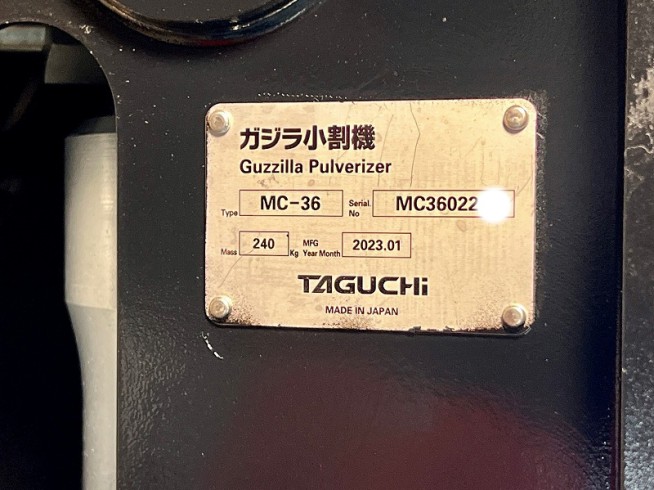 ガジラ小割機
Guzzilla Pulverizer
Type MC-36 Serial No MC36022
Mass 240 Kg MFG Year Month 2023.01
TAGUCHi
MADE IN JAPAN